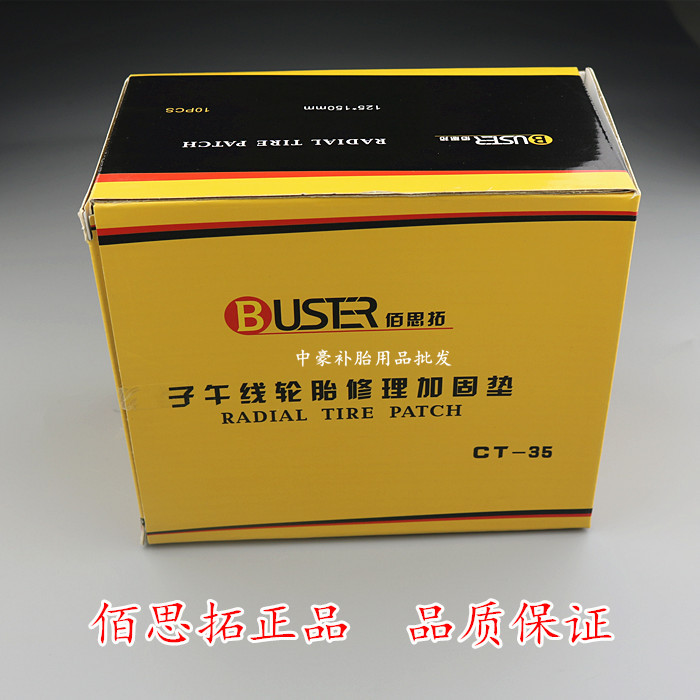 10PCS
125*150mm
RADIAL TIRE PATCH
BUSTER 佰思拓
BUSTER 佰思拓
中豪补胎用品批发
子午线轮胎修理加固垫
RADIAL TIRE PATCH
CT-35
佰思拓正品 品质保证